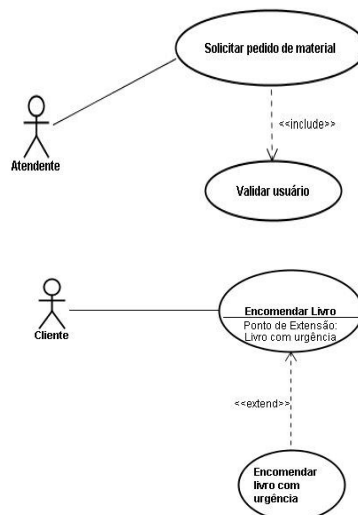 Solicitar pedido de material
<<include>>
Atendente
Validar usuário
Encomendar Livro
Ponto de Extensão:
Livro com urgência
Cliente
<<extend>>
Encomendar
livro com
urgência